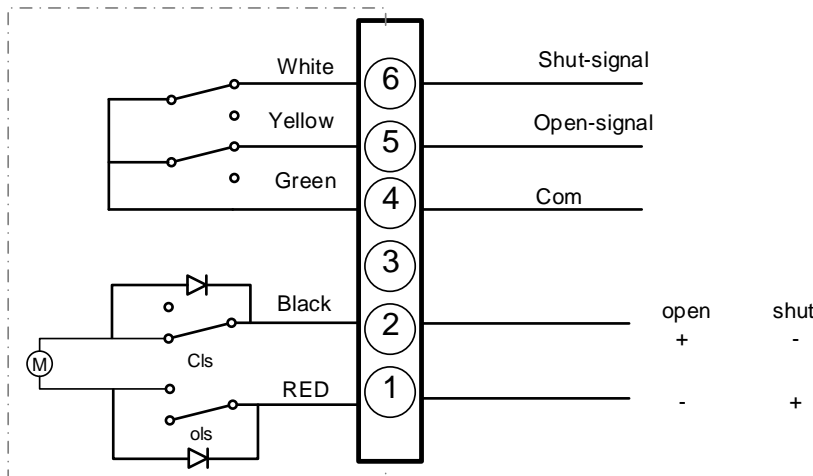 White 6 Shut-signal
Yellow 5 Open-signal
Green 4 Com
3
Black 2 open shut
+ -
Cls
M
RED 1 - +
ols